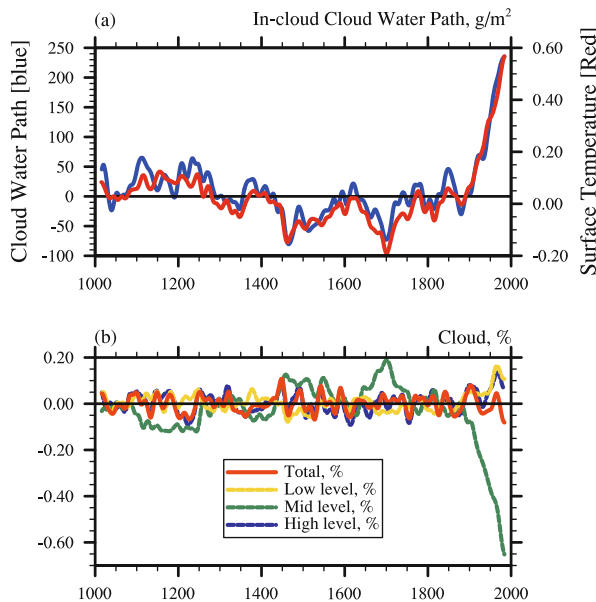 (a)
In-cloud Cloud Water Path, g/m²
Cloud Water Path [blue]
250
200
150
100
50
0
-50
-100
0.60
0.40
0.20
0.00
-0.20
Surface Temperature [Red]
1000 1200 1400 1600 1800 2000
(b)
Cloud, %
0.20
0.00
-0.20
-0.40
-0.60
Total, %
Low level, %
Mid level, %
High level, %
1000 1200 1400 1600 1800 2000